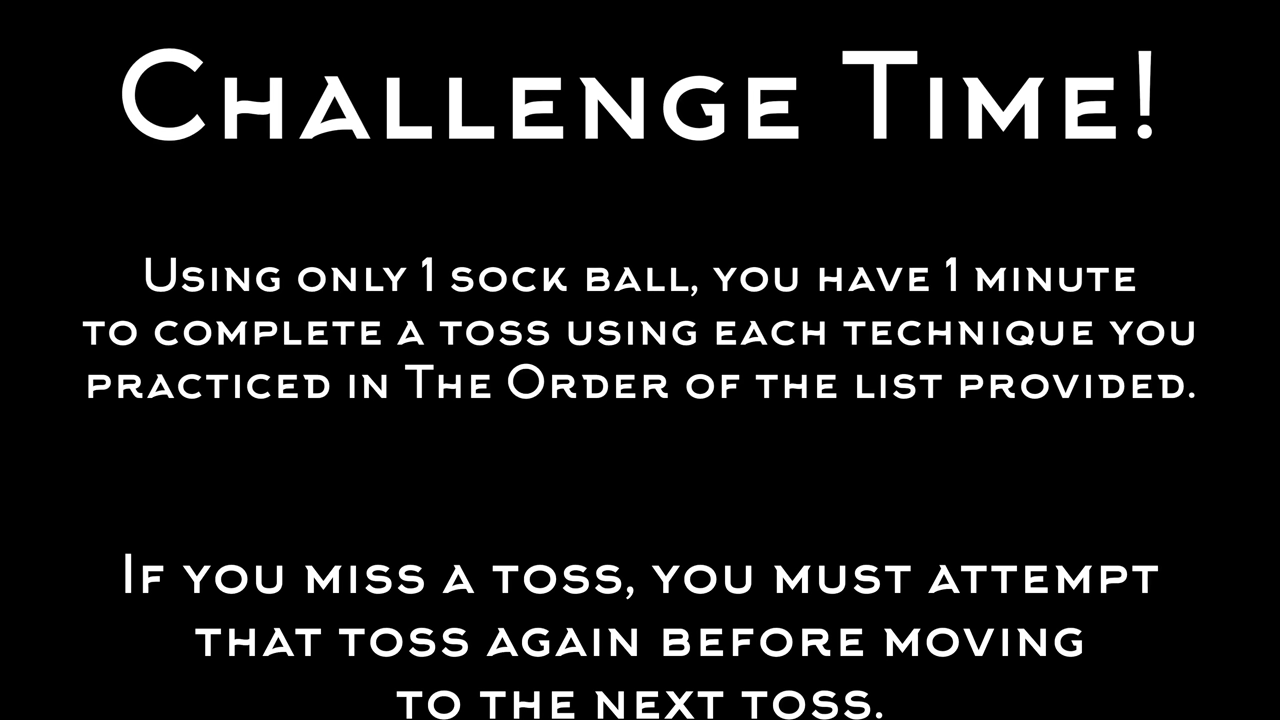 Challenge Time!
Using only 1 sock ball, you have 1 minute
to complete a toss using each technique you
practiced in The Order of the list provided.
If you miss a toss, you must attempt
that toss again before moving
to the next toss.